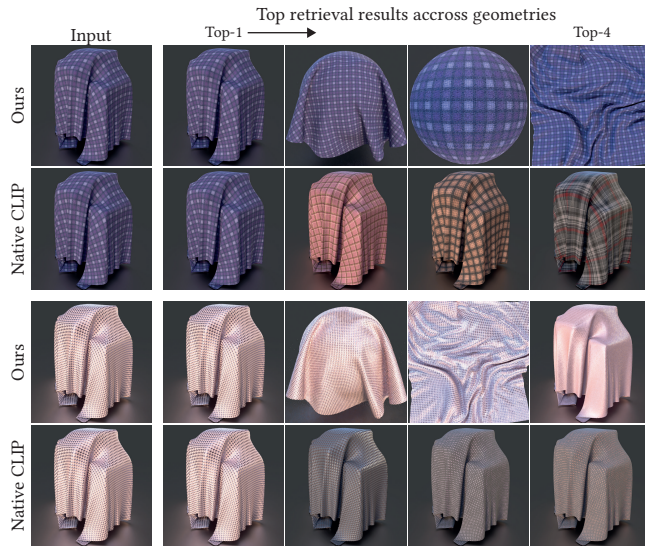 Top retrieval results accross geometries
Input
Top-1
Top-4
Ours
Native CLIP
Ours
Native CLIP